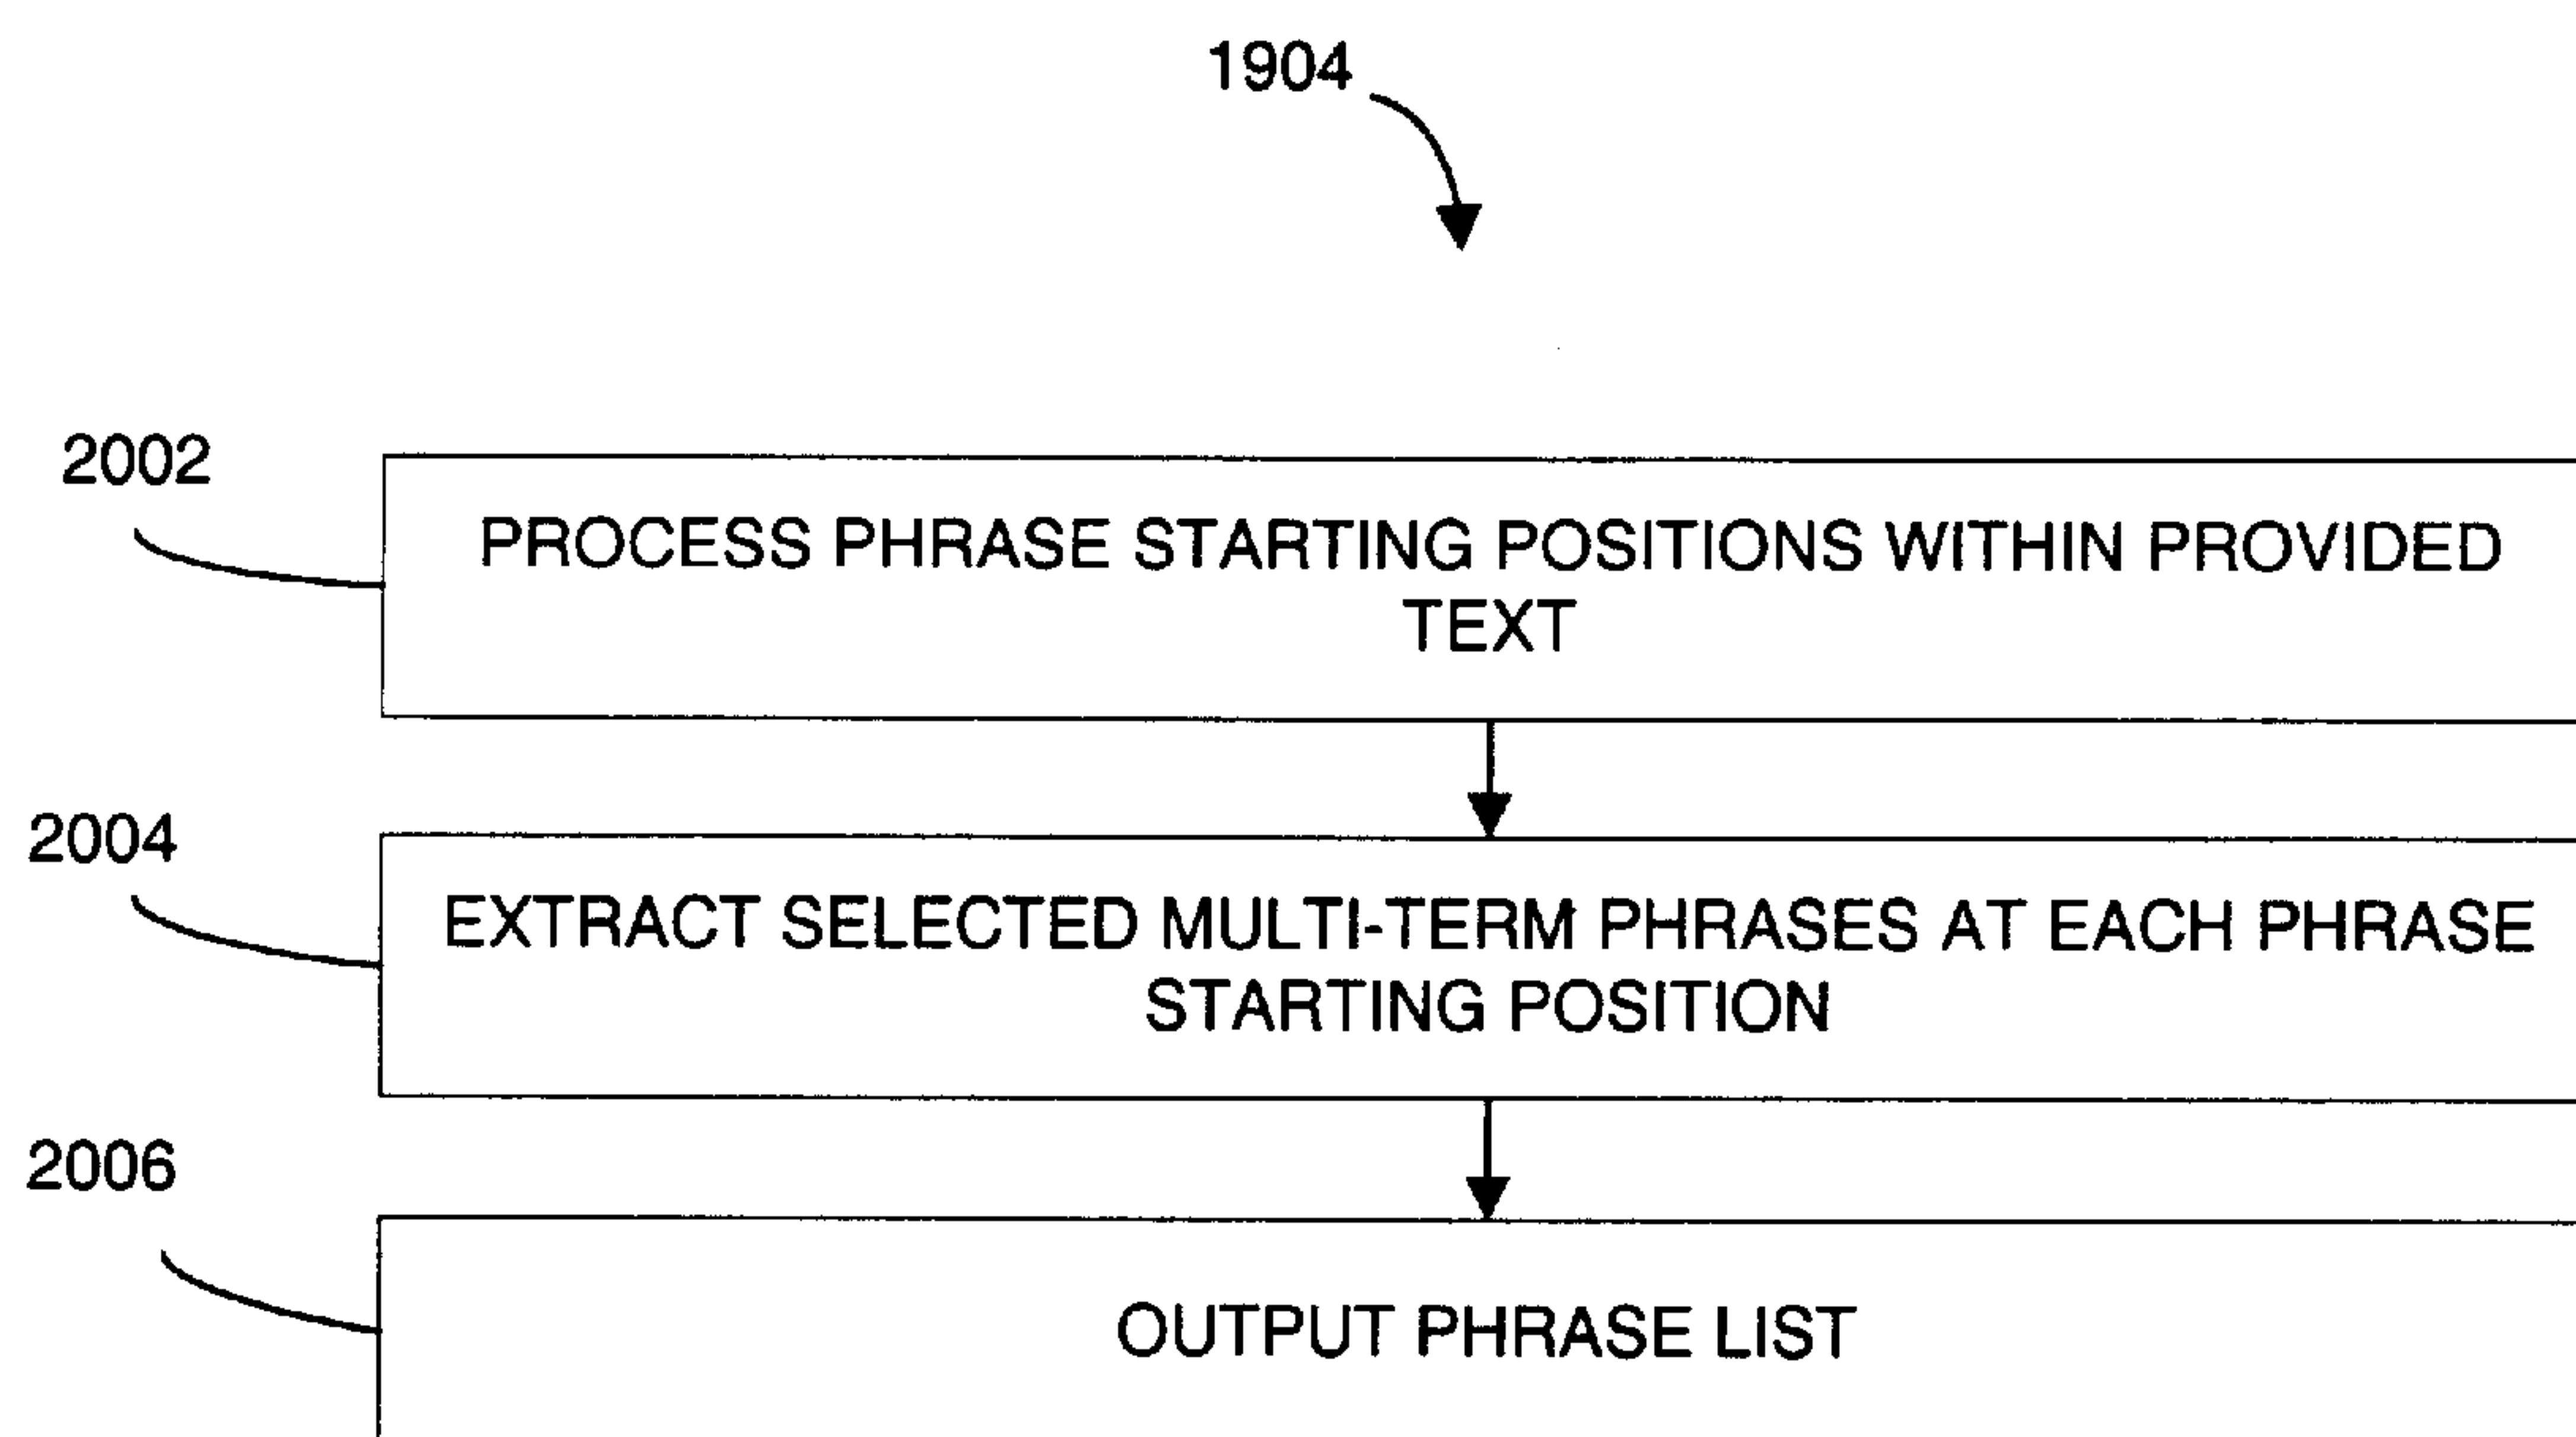 1904
2002
PROCESS PHRASE STARTING POSITIONS WITHIN PROVIDED
TEXT
2004
EXTRACT SELECTED MULTI-TERM PHRASES AT EACH PHRASE
STARTING POSITION
2006
OUTPUT PHRASE LIST